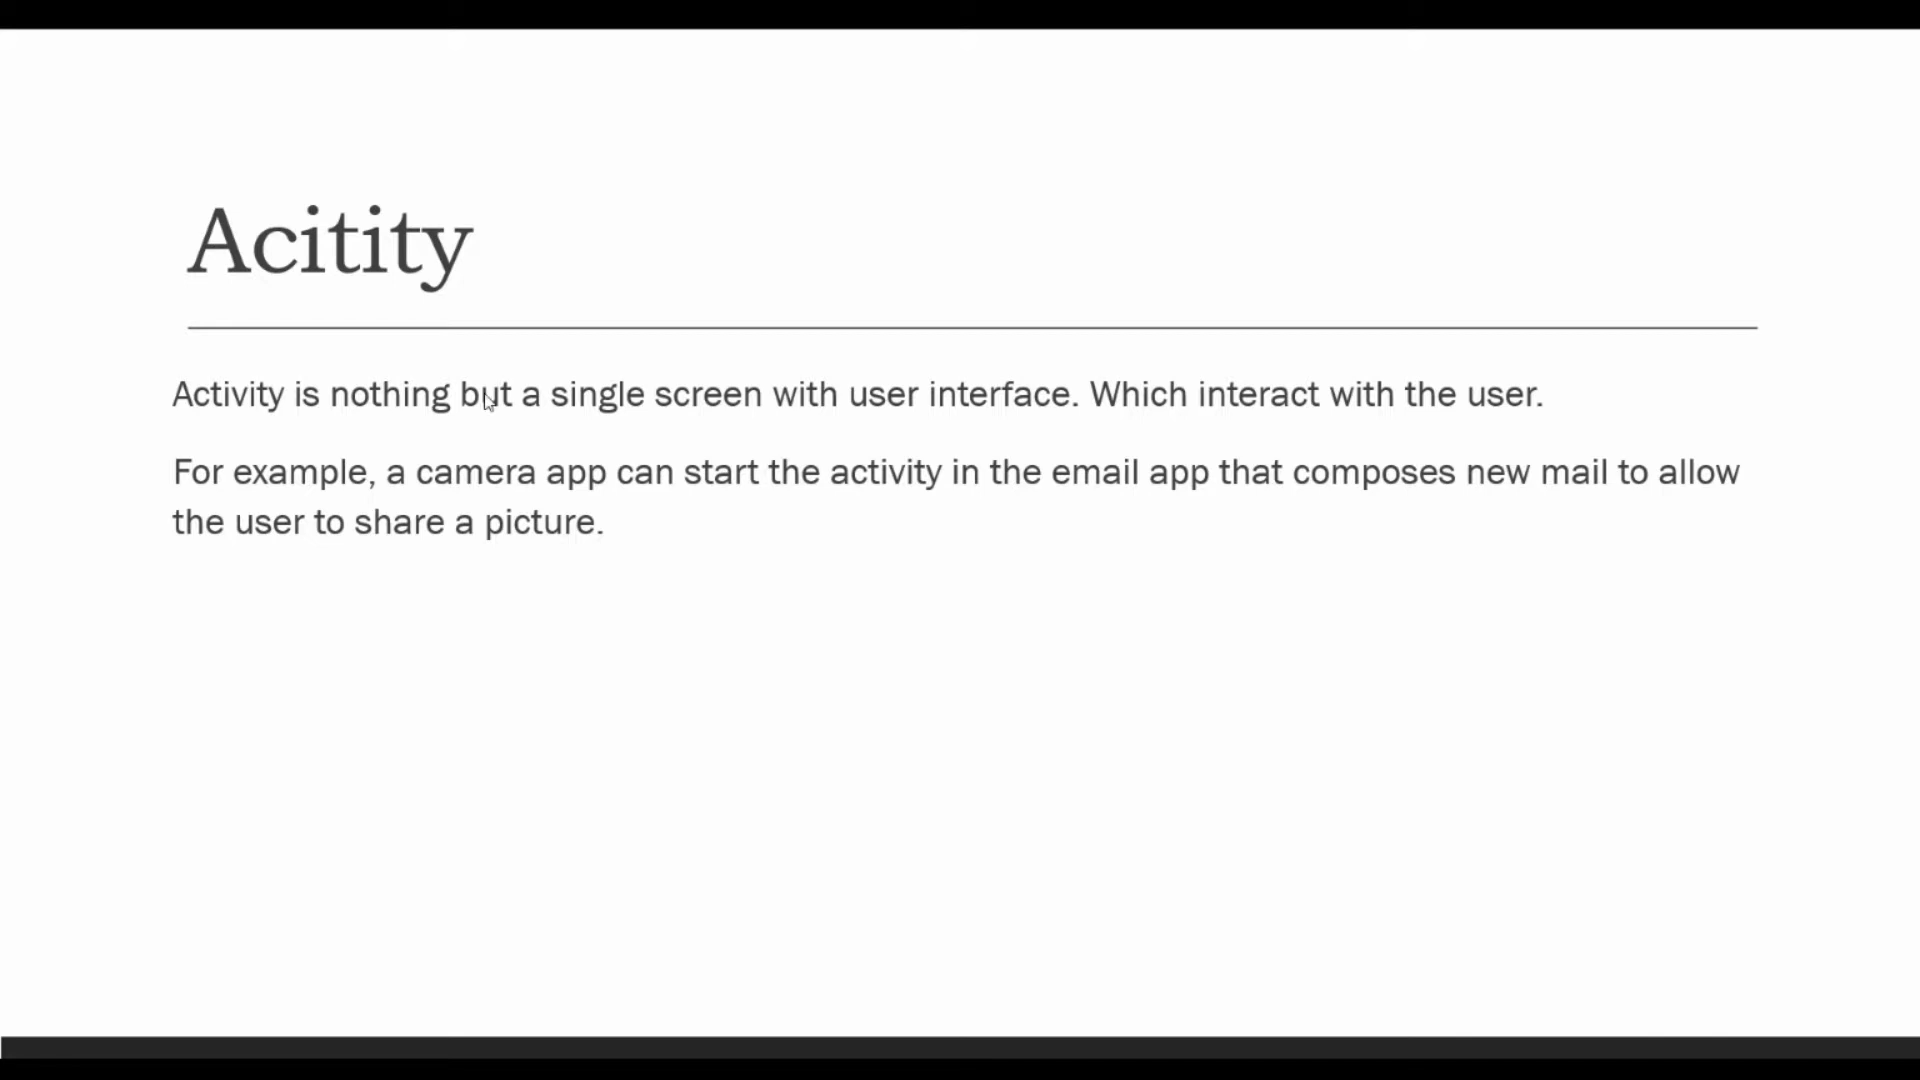 Acitity
Activity is nothing but a single screen with user interface. Which interact with the user.
For example, a camera app can start the activity in the email app that composes new mail to allow
the user to share a picture.